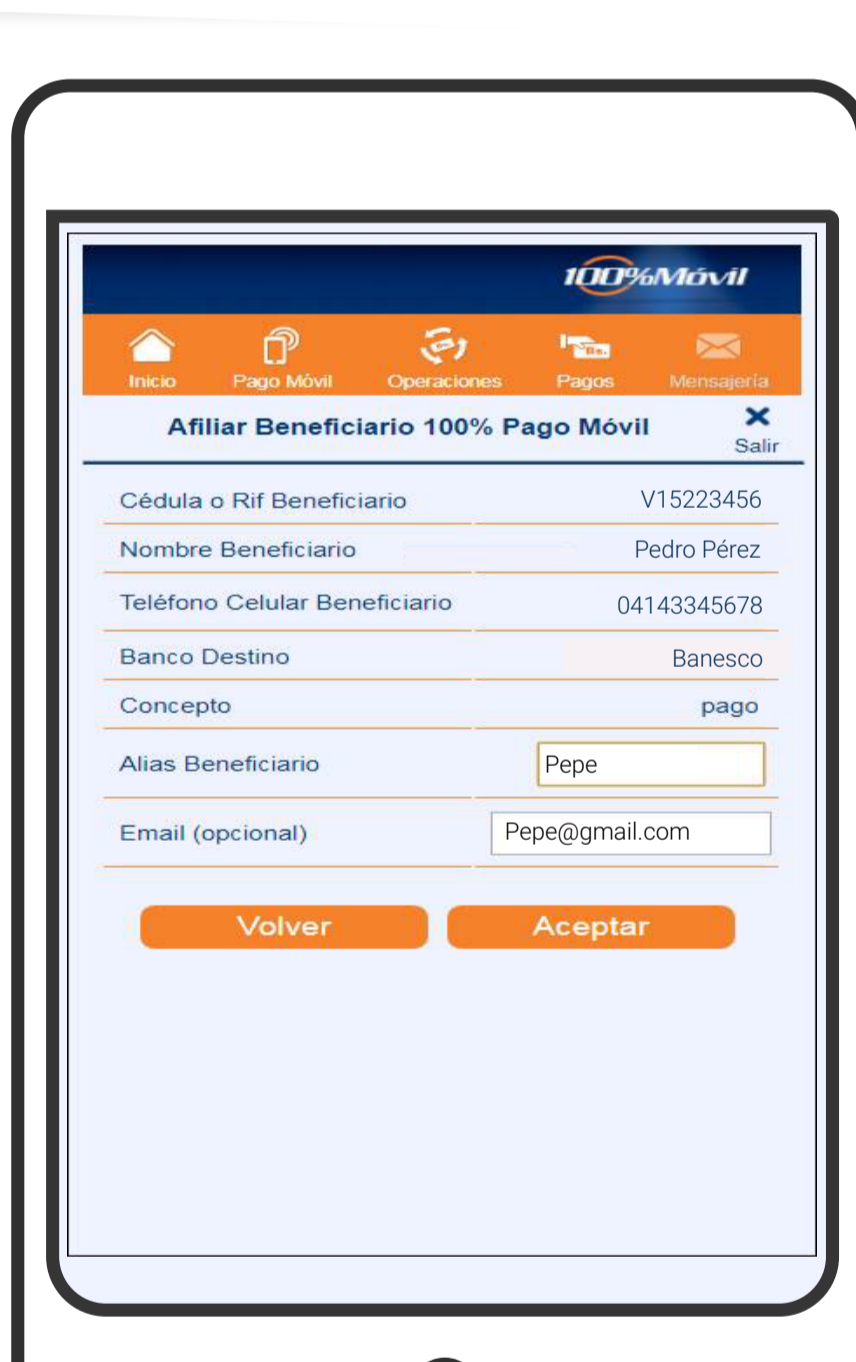 100%Móvil
Inicio Pago Móvil Operaciones Bs. Pagos Mensajería
Afiliar Beneficiario 100% Pago Móvil
Salir
Cédula o Rif Beneficiario V15223456
Nombre Beneficiario Pedro Pérez
Teléfono Celular Beneficiario 04143345678
Banco Destino Banesco
Concepto pago
Alias Beneficiario Pepe
Email (opcional) Pepe@gmail.com
Volver Aceptar